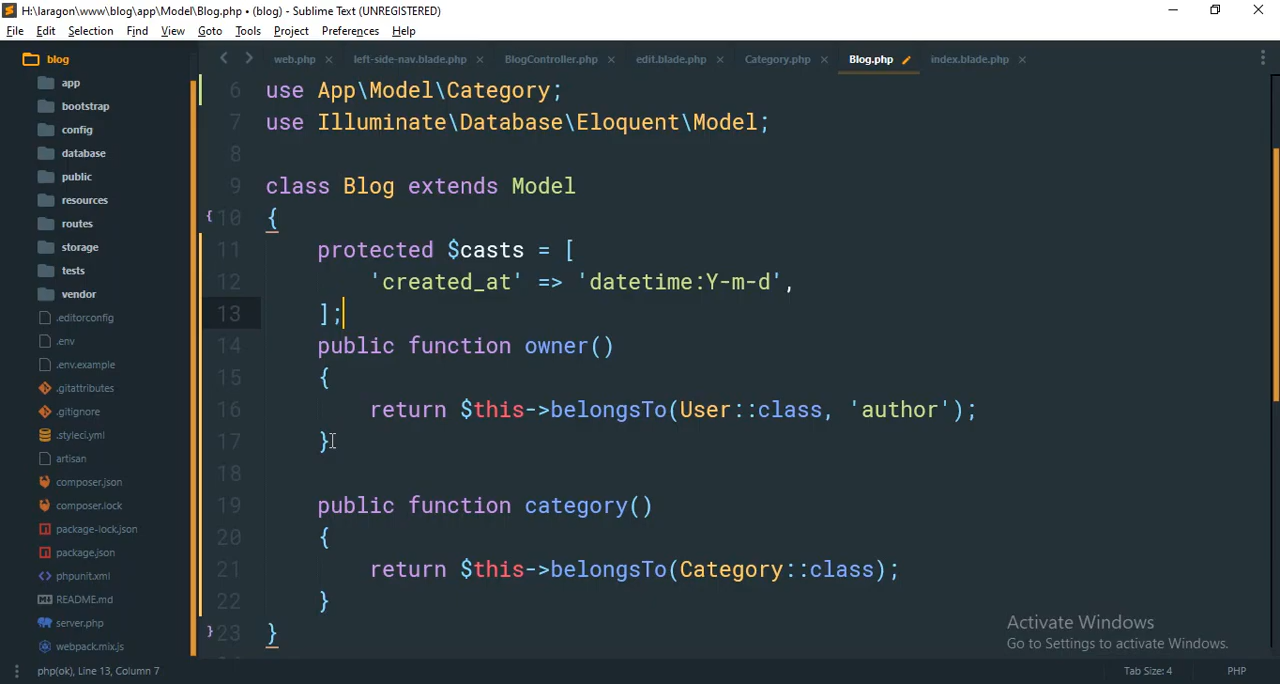 H:\laragon\www\blog\app\Model\Blog.php • (blog) - Sublime Text (UNREGISTERED)
File Edit Selection Find View Goto Tools Project Preferences Help
blog
app
bootstrap
config
database
public
resources
routes
storage
tests
vendor
.editorconfig
.env
.env.example
.gitattributes
.gitignore
.styleci.yml
artisan
composer.json
composer.lock
package-lock.json
package.json
phpunit.xml
README.md
server.php
webpack.mix.js
web.php left-side-nav.blade.php BlogController.php edit.blade.php Category.php Blog.php index.blade.php
6 use App\Model\Category;
7 use Illuminate\Database\Eloquent\Model;
8
9 class Blog extends Model
10 {
11 protected $casts = [
12 'created_at' => 'datetime:Y-m-d',
13 ];
14 public function owner()
15 {
16 return $this->belongsTo(User::class, 'author');
17 }
18
19 public function category()
20 {
21 return $this->belongsTo(Category::class);
22 }
23 }
Activate Windows
Go to Settings to activate Windows.
php(ok), Line 13, Column 7 Tab Size: 4 PHP